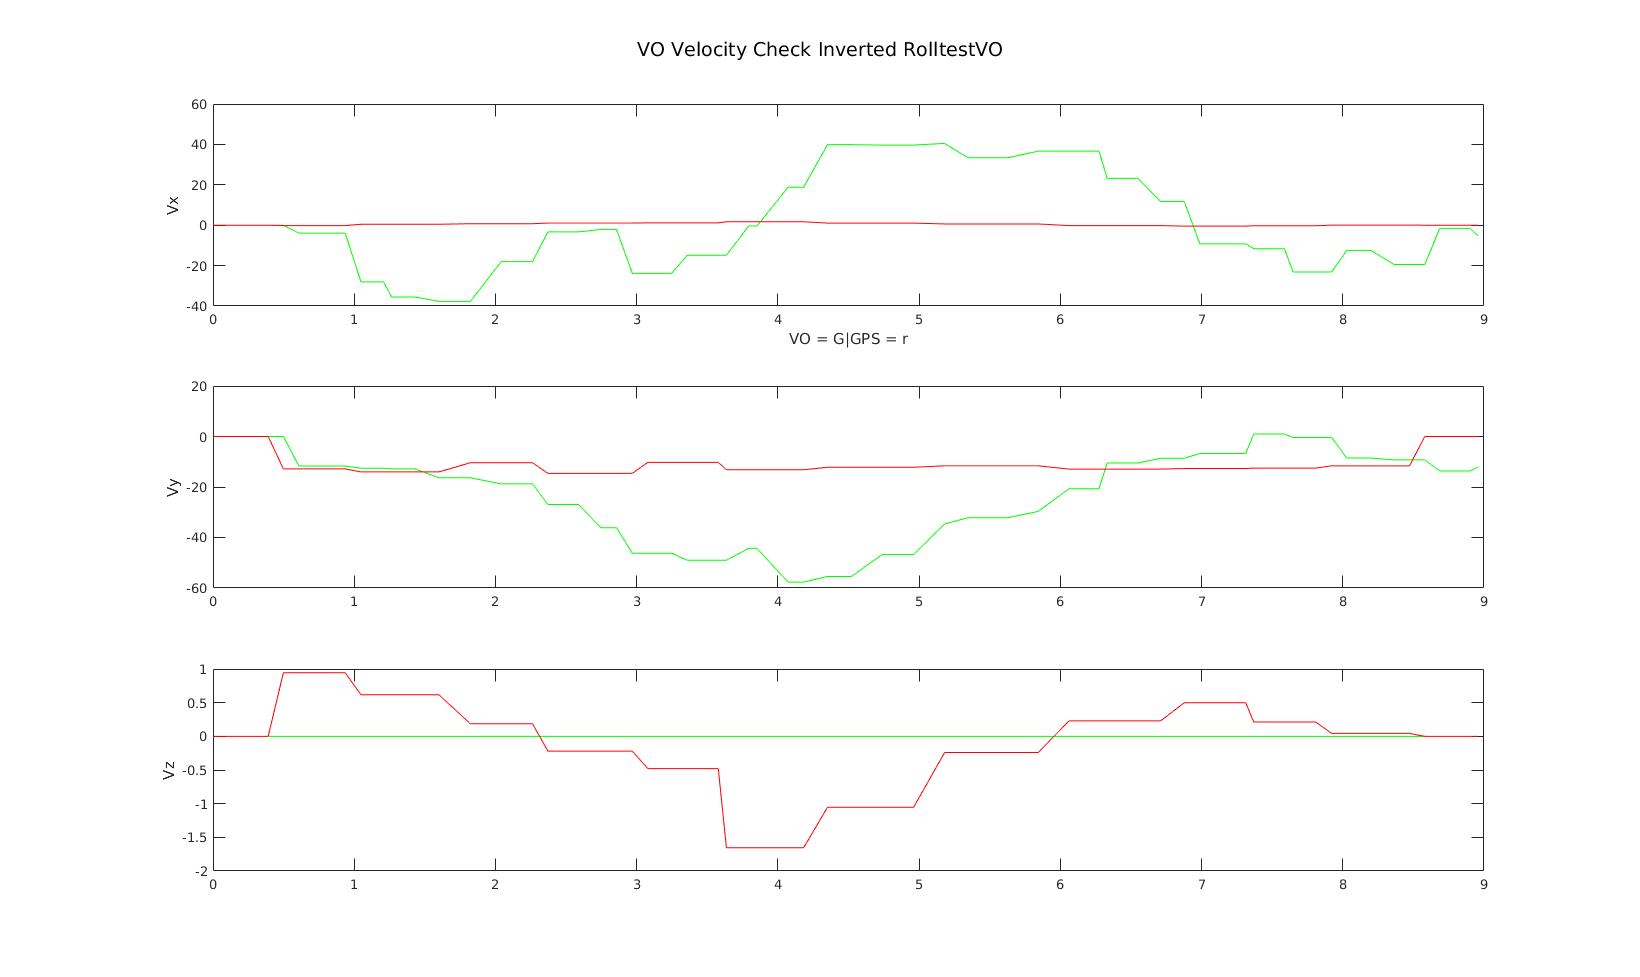 VO Velocity Check Inverted RolltestVO
60
40
20
0
-20
-40
Vx
0 1 2 3 4 5 6 7 8 9
VO = G|GPS = r
20
0
-20
-40
-60
Vy
0 1 2 3 4 5 6 7 8 9
1
0.5
0
-0.5
-1
-1.5
-2
Vz
0 1 2 3 4 5 6 7 8 9